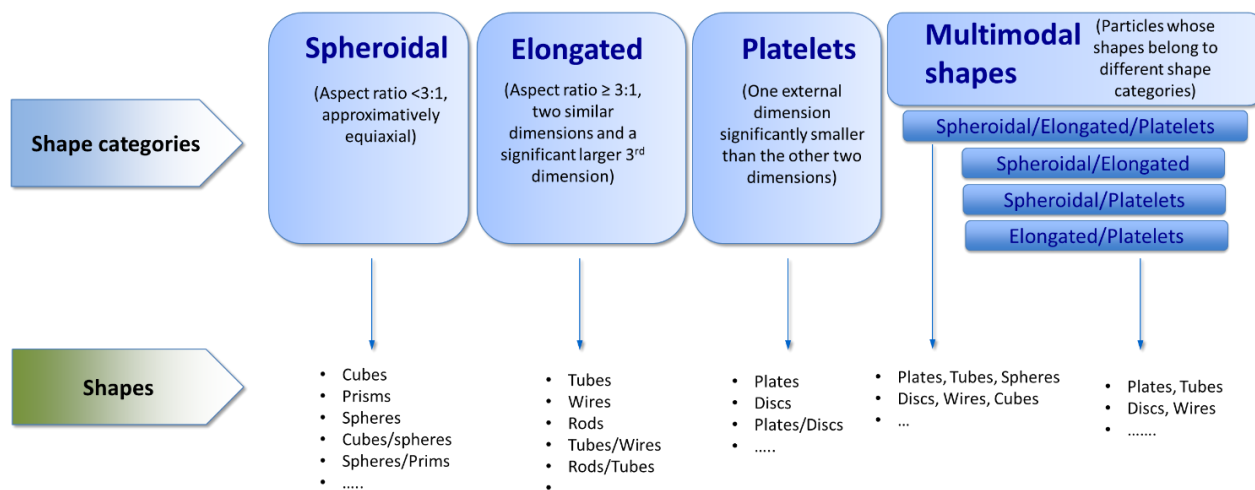 Shape categories
Spheroidal
(Aspect ratio <3:1,
approximatively
equiaxial)
Elongated
(Aspect ratio ≥ 3:1,
two similar
dimensions and a
significant larger 3rd
dimension)
Platelets
(One external
dimension
significantly smaller
than the other two
dimensions)
Multimodal
shapes
(Particles whose
shapes belong to
different shape
categories)
Spheroidal/Elongated/Platelets
Spheroidal/Elongated
Spheroidal/Platelets
Elongated/Platelets
Shapes
• Cubes
• Prisms
• Spheres
• Cubes/spheres
• Spheres/Prims
• .....
• Tubes
• Wires
• Rods
• Tubes/Wires
• Rods/Tubes
•
• Plates
• Discs
• Plates/Discs
• .....
• Plates, Tubes, Spheres
• Discs, Wires, Cubes
• ...
• Plates, Tubes
• Discs, Wires
• .......